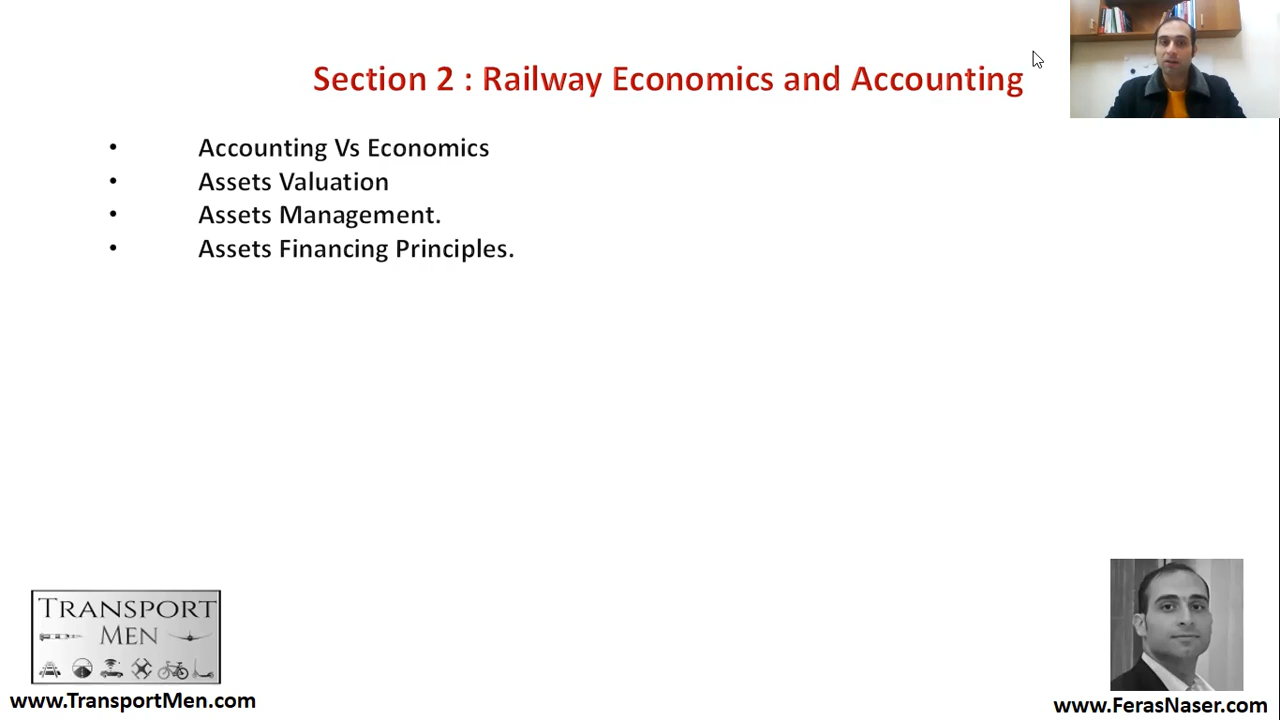 Section 2 : Railway Economics and Accounting
• Accounting Vs Economics
• Assets Valuation
• Assets Management.
• Assets Financing Principles.
TRANSPORT
MEN
www.TransportMen.com
www.FerasNaser.com